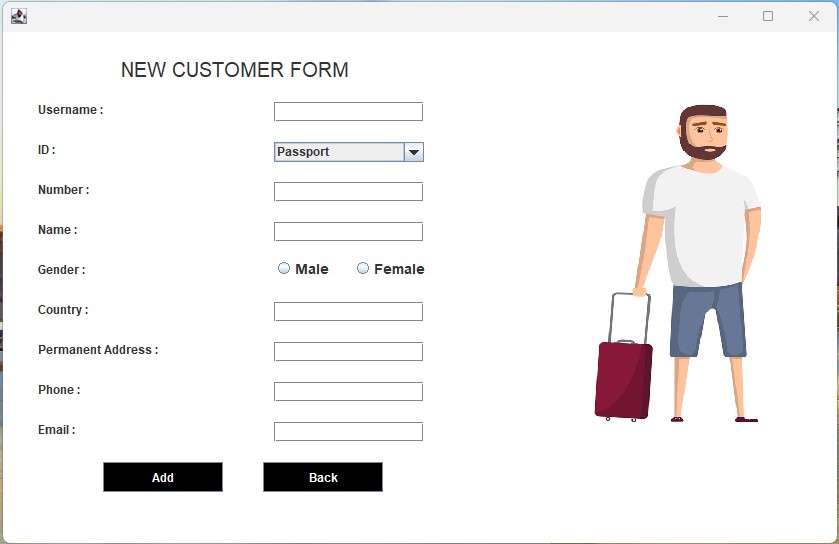 NEW CUSTOMER FORM
Username :
ID : Passport
Number :
Name :
Gender : Male Female
Country :
Permanent Address :
Phone :
Email :
Add Back